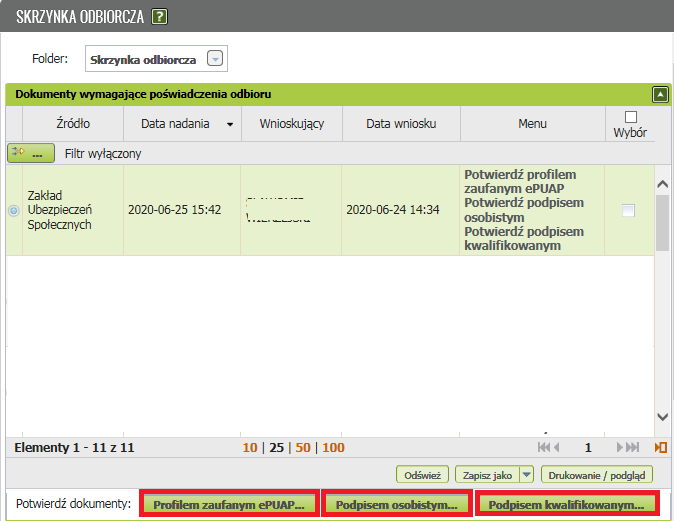 SKRZYNKA ODBIORCZA ?
Folder: Skrzynka odbiorcza
Dokumenty wymagające poświadczenia odbioru
Źródło Data nadania Wnioskujący Data wniosku Menu Wybór
... Filtr wyłączony
Zakład Ubezpieczeń Społecznych
2020-06-25 15:42
2020-06-24 14:34
Potwierdź profilem
zaufanym ePUAP
Potwierdź podpisem
osobistym
Potwierdź podpisem
kwalifikowanym
Elementy 1 - 11 z 11 10 | 25 | 50 | 100 1
Odśwież Zapisz jako Drukowanie / podgląd
Potwierdź dokumenty: Profilem zaufanym ePUAP... Podpisem osobistym... Podpisem kwalifikowanym...